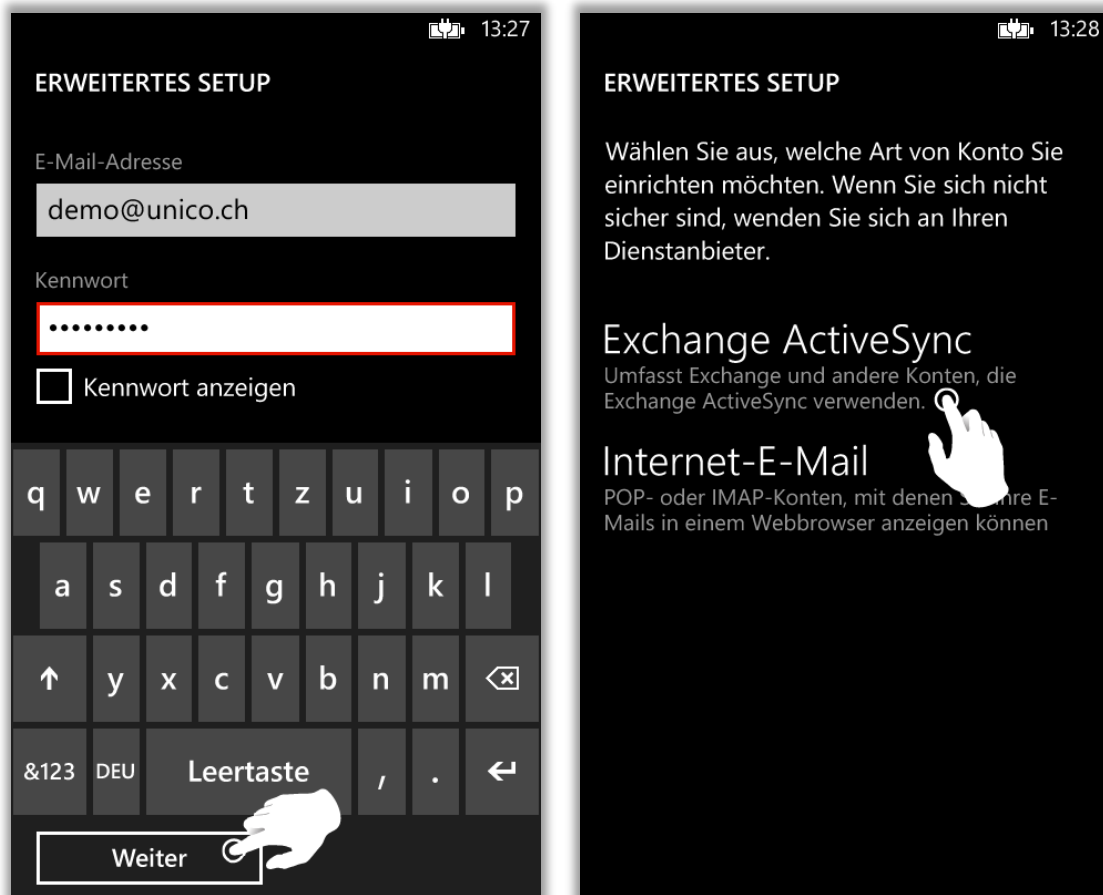 13:27
ERWEITERTES SETUP
E-Mail-Adresse
demo@unico.ch
Kennwort
•••••••••
Kennwort anzeigen
q w e r t z u i o p
a s d f g h j k l
y x c v b n m
&123 DEU Leertaste , .
Weiter
13:28
ERWEITERTES SETUP
Wählen Sie aus, welche Art von Konto Sie
einrichten möchten. Wenn Sie sich nicht
sicher sind, wenden Sie sich an Ihren
Dienstanbieter.
Exchange ActiveSync
Umfasst Exchange und andere Konten, die
Exchange ActiveSync verwenden.
Internet-E-Mail
POP- oder IMAP-Konten, mit denen E-
Mails in einem Webbrowser anzeigen können